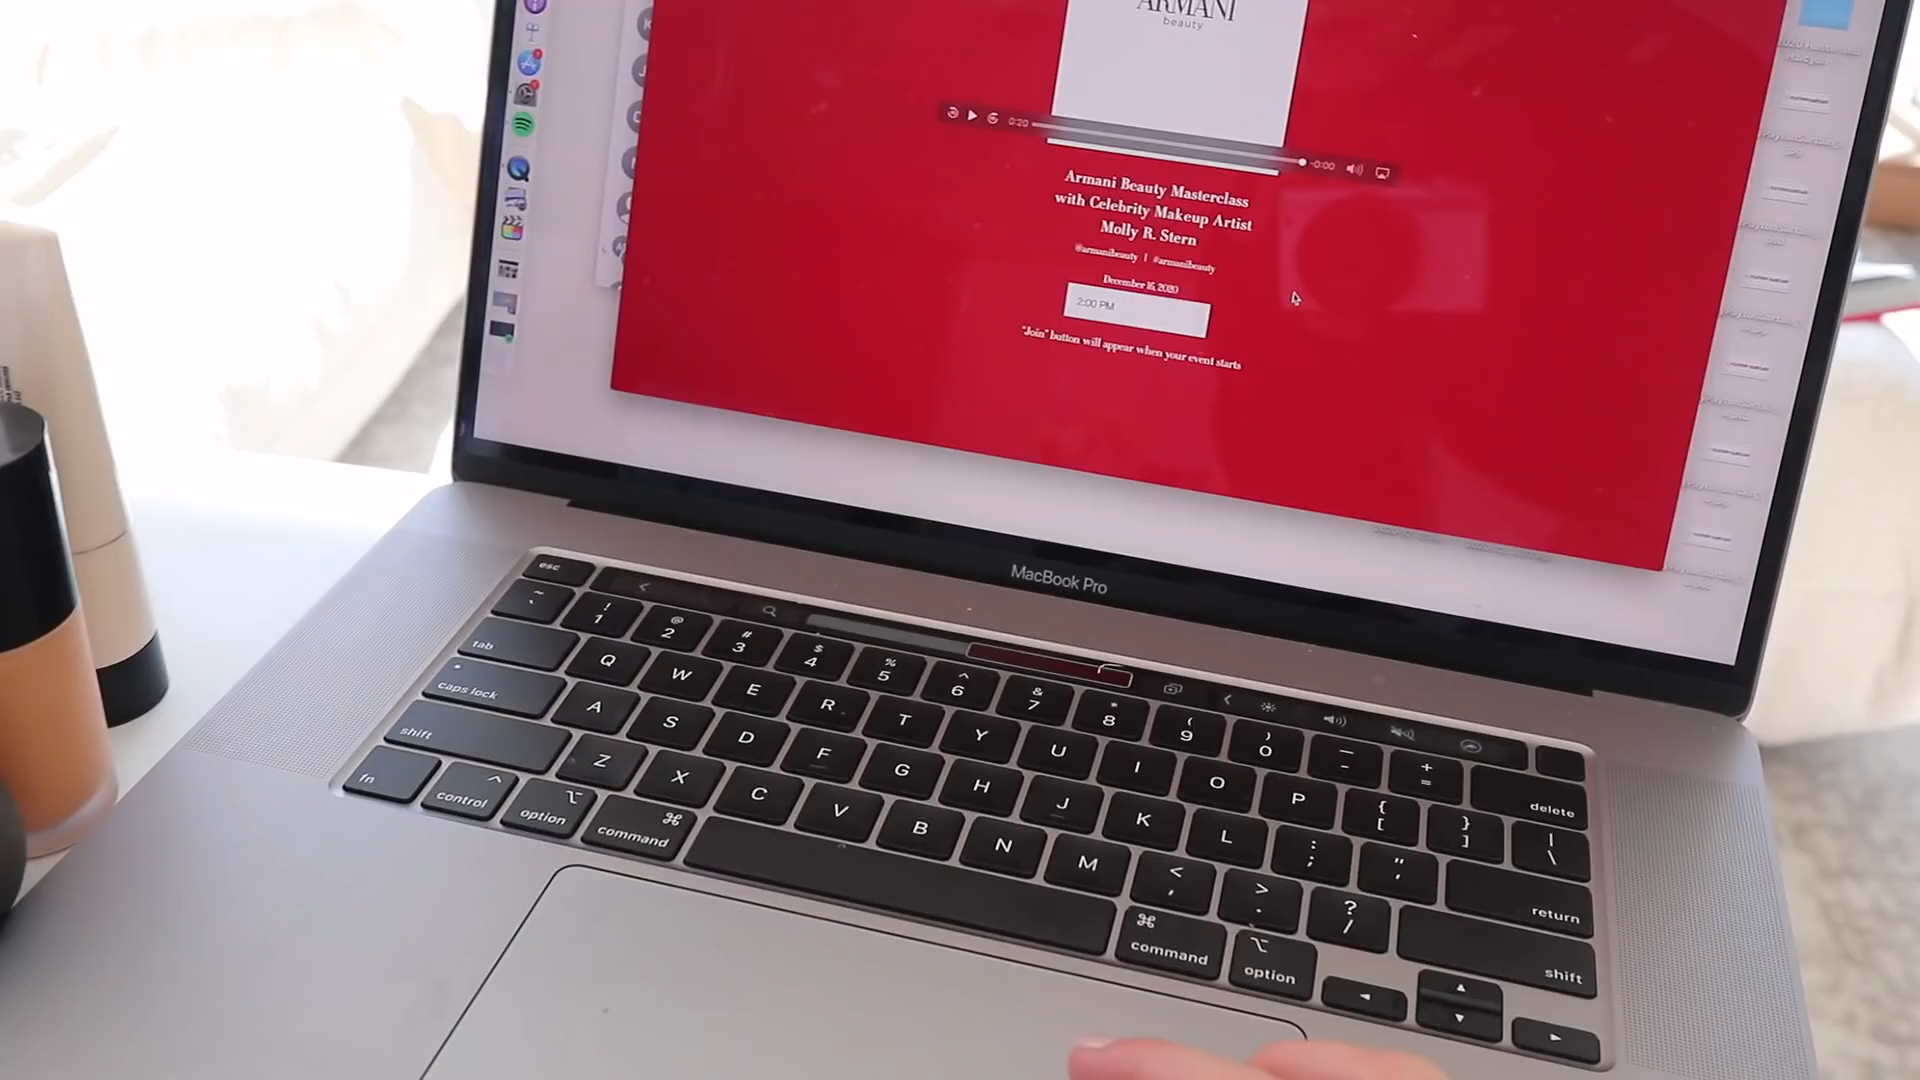 ARMANI
beauty
0:20
-0:00
Armani Beauty Masterclass
with Celebrity Makeup Artist
Molly R. Stern
@armanibeauty | @armanibeauty
December 16, 2020
2:00 PM
"Join" button will appear when your event starts
MacBook Pro
esc
~ `
! 1
@ 2
# 3
$ 4
% 5
^ 6
& 7
* 8
( 9
) 0
— -
+ =
delete
tab
Q W E R T Y U I O P
{ [
} ]
| \
caps lock
A S D F G H J K L
: ;
" '
return
shift
Z X C V B N M
< ,
> .
? /
shift
fn
^ control
⌥ option
⌘ command
⌘ command
⌥ option
◄ ▲ ▼ ►